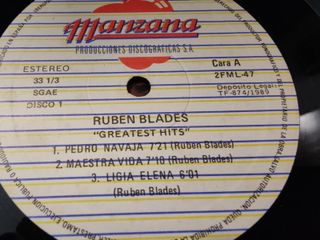 manzana
PRODUCCIONES DISCOGRAFICAS S.A.
ESTEREO
Cara A
33 1/3
2FML-47
SGAE
Depósito Legal:
TF-874/1989
DISCO 1
RUBEN BLADES
"GREATEST HITS"
1. PEDRO NAVAJA 7'21 (Ruben Blades)
2. MAESTRA VIDA 7'10 (Ruben Blades)
3. LIGIA ELENA 6'01
(Ruben Blades)